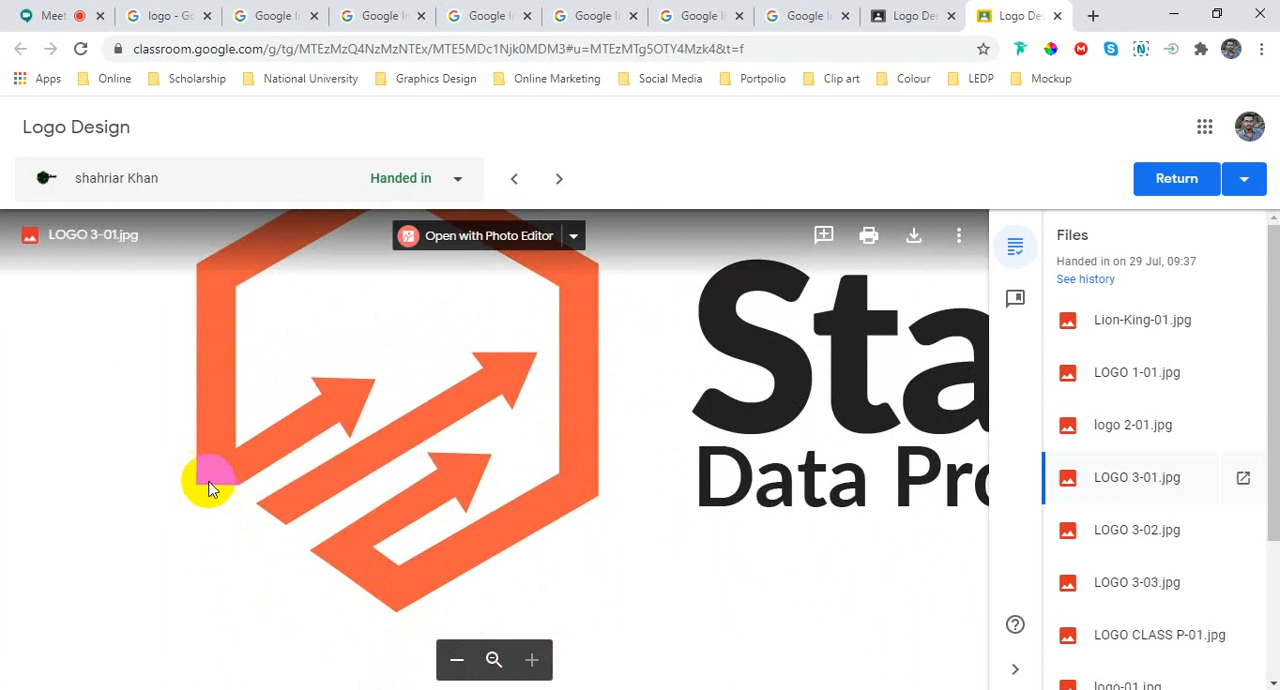 Meet
logo - Go
Google I
Google In
Google I
Google li
Google
Google I
Logo De
Logo De
classroom.google.com/g/tg/MTEzMzQ4NzMzNTEx/MTE5MDc1Njk0MDM3#u=MTEzMTg5OTY4Mzk4&t=f
Apps
Online
Scholarship
National University
Graphics Design
Online Marketing
Social Media
Portpolio
Clip art
Colour
LEDP
Mockup
Logo Design
shahriar Khan
Handed in
Return
LOGO 3-01.jpg
Open with Photo Editor
Sta
Data Pro
Files
Handed in on 29 Jul, 09:37
See history
Lion-King-01.jpg
LOGO 1-01.jpg
logo 2-01.jpg
LOGO 3-01.jpg
LOGO 3-02.jpg
LOGO 3-03.jpg
LOGO CLASS P-01.jpg
logo-01.jpg